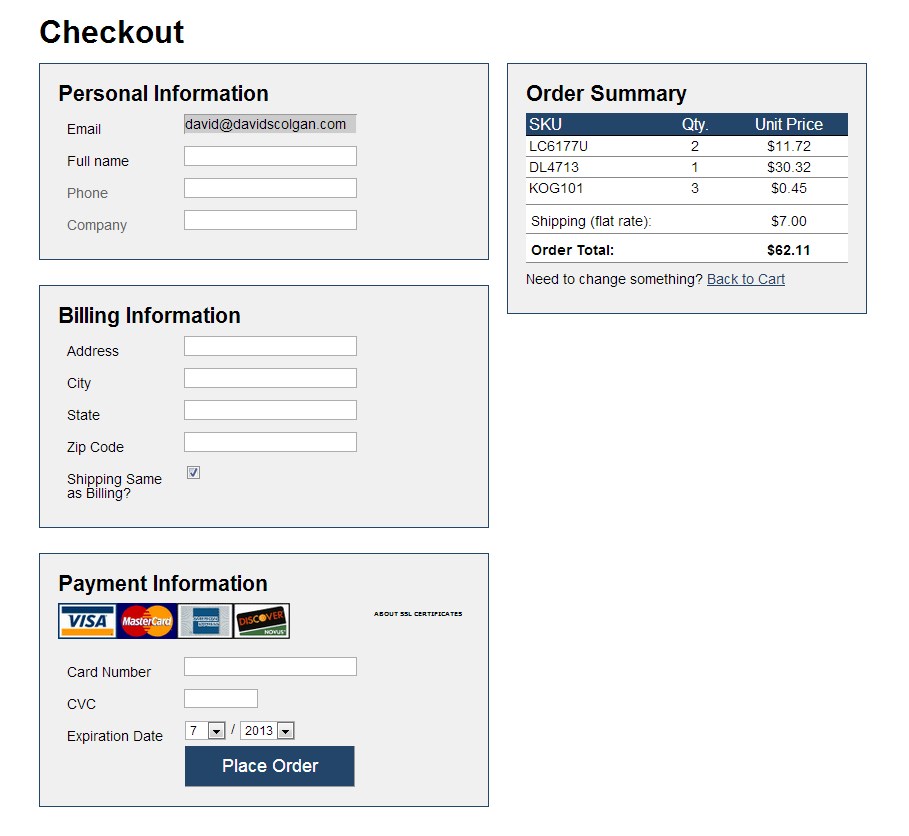 Checkout
Personal Information
Email david@davidscolgan.com
Full name
Phone
Company
Billing Information
Address
City
State
Zip Code
Shipping Same
as Billing?
Payment Information
VISA MasterCard AMERICAN EXPRESS DISCOVER
NOVUS
ABOUT SSL CERTIFICATES
Card Number
CVC
Expiration Date 7 / 2013
Place Order
Order Summary
SKU Qty. Unit Price
LC6177U 2 $11.72
DL4713 1 $30.32
KOG101 3 $0.45
Shipping (flat rate): $7.00
Order Total: $62.11
Need to change something? Back to Cart